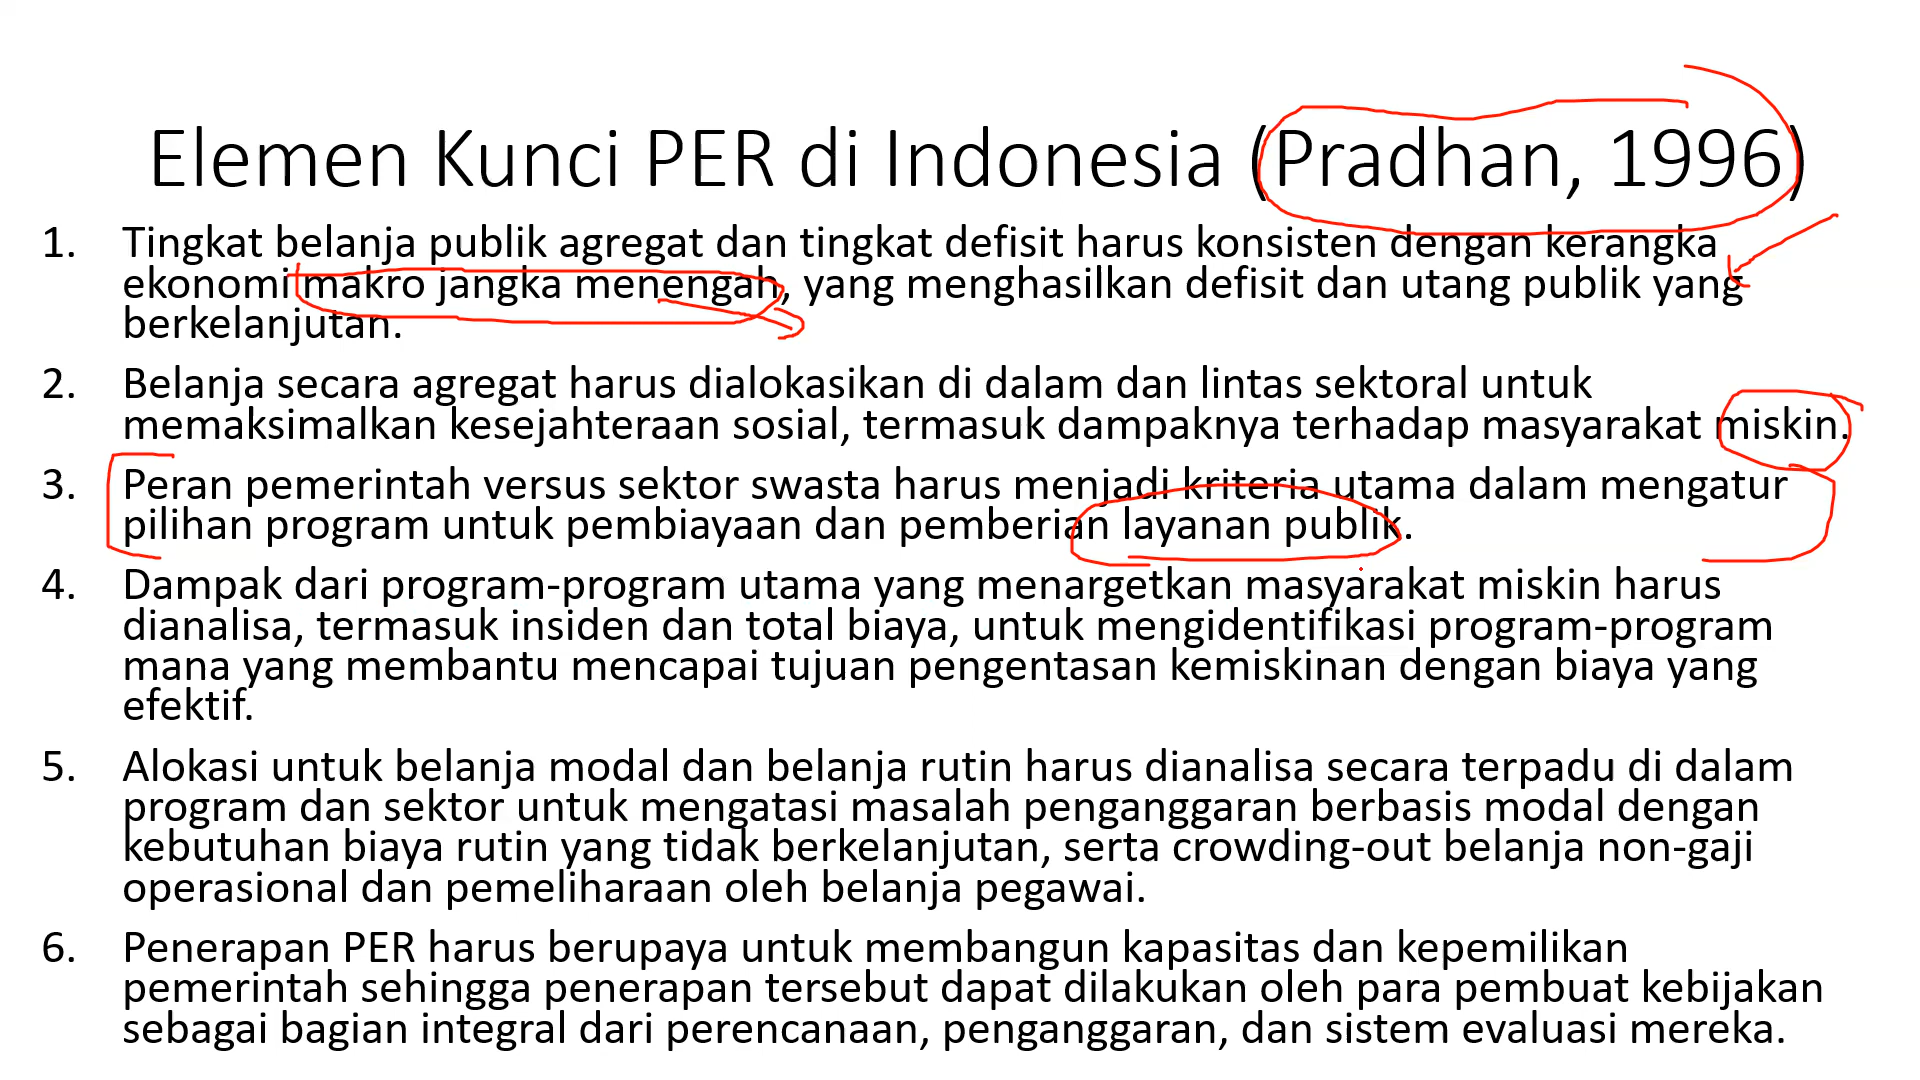 Elemen Kunci PER di Indonesia (Pradhan, 1996)
1. Tingkat belanja publik agregat dan tingkat defisit harus konsisten dengan kerangka
ekonomi makro jangka menengah, yang menghasilkan defisit dan utang publik yang
berkelanjutan.
2. Belanja secara agregat harus dialokasikan di dalam dan lintas sektoral untuk
memaksimalkan kesejahteraan sosial, termasuk dampaknya terhadap masyarakat miskin.
3. Peran pemerintah versus sektor swasta harus menjadi kriteria utama dalam mengatur
pilihan program untuk pembiayaan dan pemberian layanan publik.
4. Dampak dari program-program utama yang menargetkan masyarakat miskin harus
dianalisa, termasuk insiden dan total biaya, untuk mengidentifikasi program-program
mana yang membantu mencapai tujuan pengentasan kemiskinan dengan biaya yang
efektif.
5. Alokasi untuk belanja modal dan belanja rutin harus dianalisa secara terpadu di dalam
program dan sektor untuk mengatasi masalah penganggaran berbasis modal dengan
kebutuhan biaya rutin yang tidak berkelanjutan, serta crowding-out belanja non-gaji
operasional dan pemeliharaan oleh belanja pegawai.
6. Penerapan PER harus berupaya untuk membangun kapasitas dan kepemilikan
pemerintah sehingga penerapan tersebut dapat dilakukan oleh para pembuat kebijakan
sebagai bagian integral dari perencanaan, penganggaran, dan sistem evaluasi mereka.